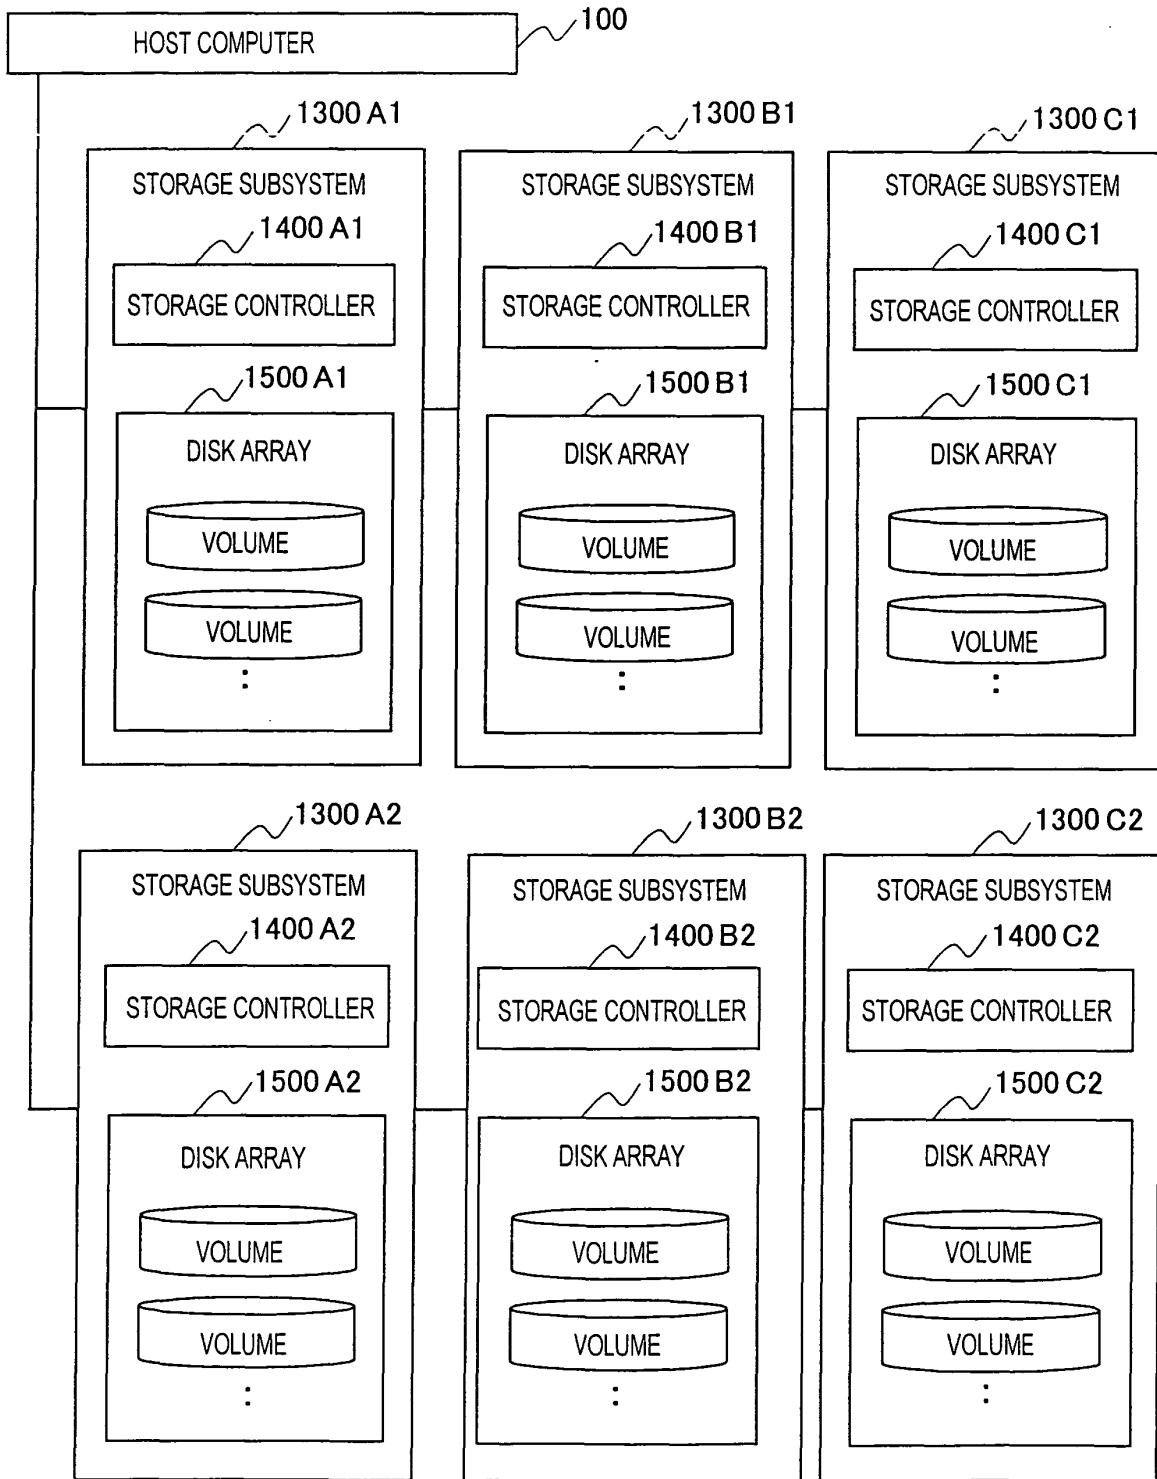 100
HOST COMPUTER
1300 A1
1300 B1
1300 C1
STORAGE SUBSYSTEM
STORAGE SUBSYSTEM
STORAGE SUBSYSTEM
1400 A1
1400 B1
1400 C1
STORAGE CONTROLLER
STORAGE CONTROLLER
STORAGE CONTROLLER
1500 A1
1500 B1
1500 C1
DISK ARRAY
DISK ARRAY
DISK ARRAY
VOLUME
VOLUME
VOLUME
VOLUME
VOLUME
VOLUME
1300 A2
1300 B2
1300 C2
STORAGE SUBSYSTEM
STORAGE SUBSYSTEM
STORAGE SUBSYSTEM
1400 A2
1400 B2
1400 C2
STORAGE CONTROLLER
STORAGE CONTROLLER
STORAGE CONTROLLER
1500 A2
1500 B2
1500 C2
DISK ARRAY
DISK ARRAY
DISK ARRAY
VOLUME
VOLUME
VOLUME
VOLUME
VOLUME
VOLUME